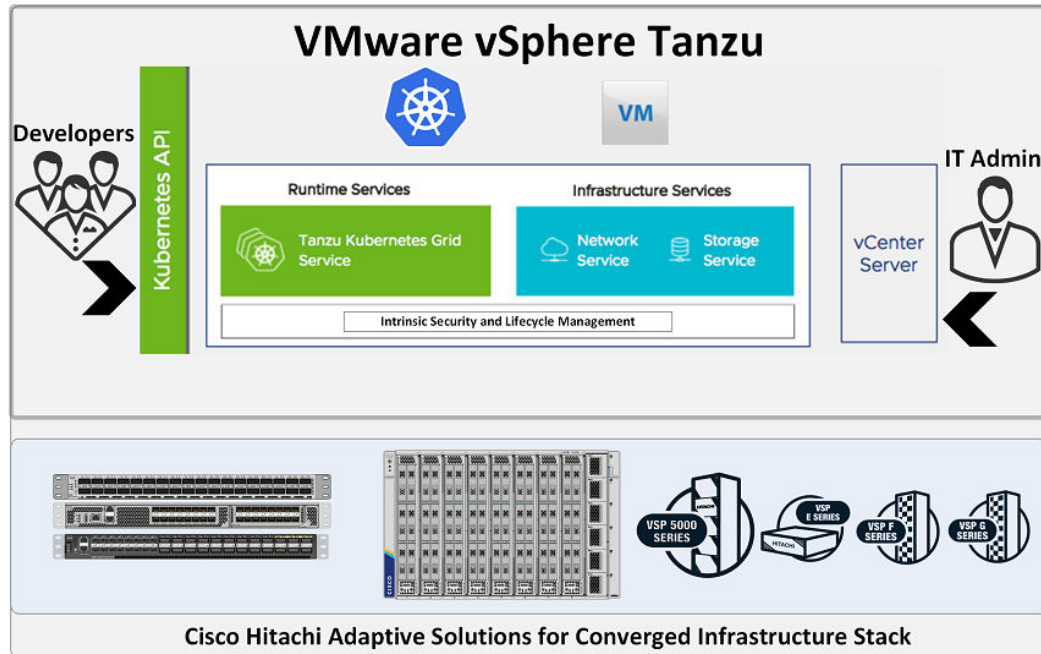 VMware vSphere Tanzu
Developers
Kubernetes API
VM
IT Admin
Runtime Services
Infrastructure Services
Tanzu Kubernetes Grid
Service
Network
Service
Storage
Service
vCenter
Server
Intrinsic Security and Lifecycle Management
CISCO
HITACHI
VSP 5000
SERIES
VSP
E SERIES
HITACHI
VSP F
SERIES
VSP G
SERIES
Cisco Hitachi Adaptive Solutions for Converged Infrastructure Stack